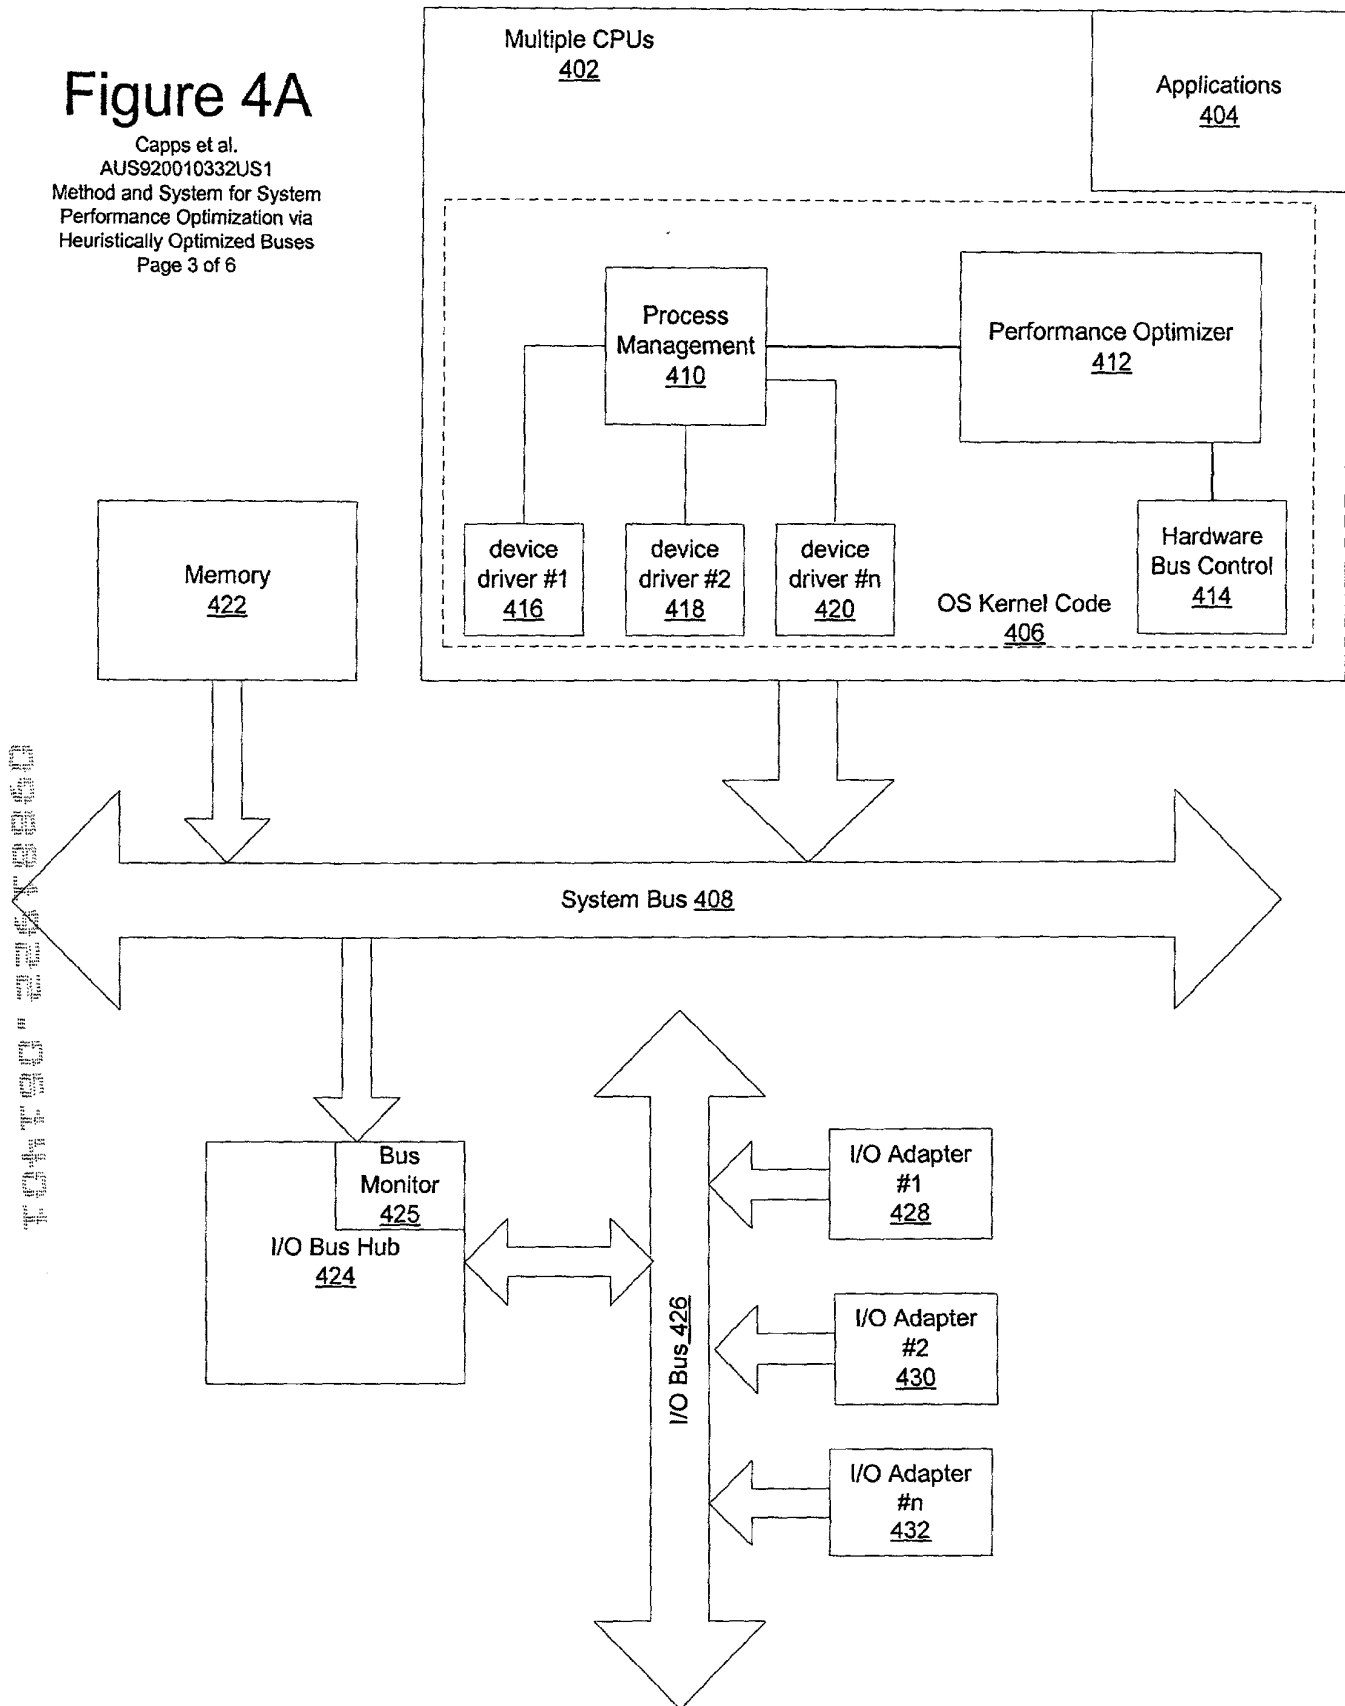 Figure 4A
Capps et al.
AUS920010332US1
Method and System for System
Performance Optimization via
Heuristically Optimized Buses
Page 3 of 6
Multiple CPUs
402
Applications
404
Process
Management
410
Performance Optimizer
412
device
driver #1
416
device
driver #2
418
device
driver #n
420
OS Kernel Code
406
Hardware
Bus Control
414
Memory
422
System Bus 408
Bus
Monitor
425
I/O Bus Hub
424
I/O Bus 426
I/O Adapter
#1
428
I/O Adapter
#2
430
I/O Adapter
#n
432